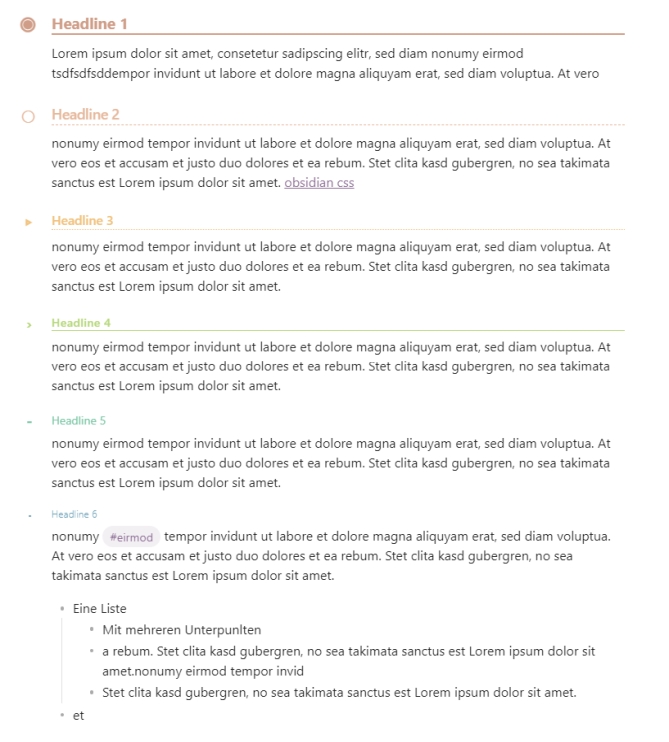 Headline 1
Lorem ipsum dolor sit amet, consetetur sadipscing elitr, sed diam nonumy eirmod
tsdfsdfsddempor invidunt ut labore et dolore magna aliquyam erat, sed diam voluptua. At vero
Headline 2
nonumy eirmod tempor invidunt ut labore et dolore magna aliquyam erat, sed diam voluptua. At
vero eos et accusam et justo duo dolores et ea rebum. Stet clita kasd gubergren, no sea takimata
sanctus est Lorem ipsum dolor sit amet. obsidian css
Headline 3
nonumy eirmod tempor invidunt ut labore et dolore magna aliquyam erat, sed diam voluptua. At
vero eos et accusam et justo duo dolores et ea rebum. Stet clita kasd gubergren, no sea takimata
sanctus est Lorem ipsum dolor sit amet.
Headline 4
nonumy eirmod tempor invidunt ut labore et dolore magna aliquyam erat, sed diam voluptua. At
vero eos et accusam et justo duo dolores et ea rebum. Stet clita kasd gubergren, no sea takimata
sanctus est Lorem ipsum dolor sit amet.
Headline 5
nonumy eirmod tempor invidunt ut labore et dolore magna aliquyam erat, sed diam voluptua. At
vero eos et accusam et justo duo dolores et ea rebum. Stet clita kasd gubergren, no sea takimata
sanctus est Lorem ipsum dolor sit amet.
Headline 6
nonumy #eirmod tempor invidunt ut labore et dolore magna aliquyam erat, sed diam voluptua.
At vero eos et accusam et justo duo dolores et ea rebum. Stet clita kasd gubergren, no sea
takimata sanctus est Lorem ipsum dolor sit amet.
Eine Liste
Mit mehreren Unterpunlten
a rebum. Stet clita kasd gubergren, no sea takimata sanctus est Lorem ipsum dolor sit
amet.nonumy eirmod tempor invid
Stet clita kasd gubergren, no sea takimata sanctus est Lorem ipsum dolor sit amet.
et